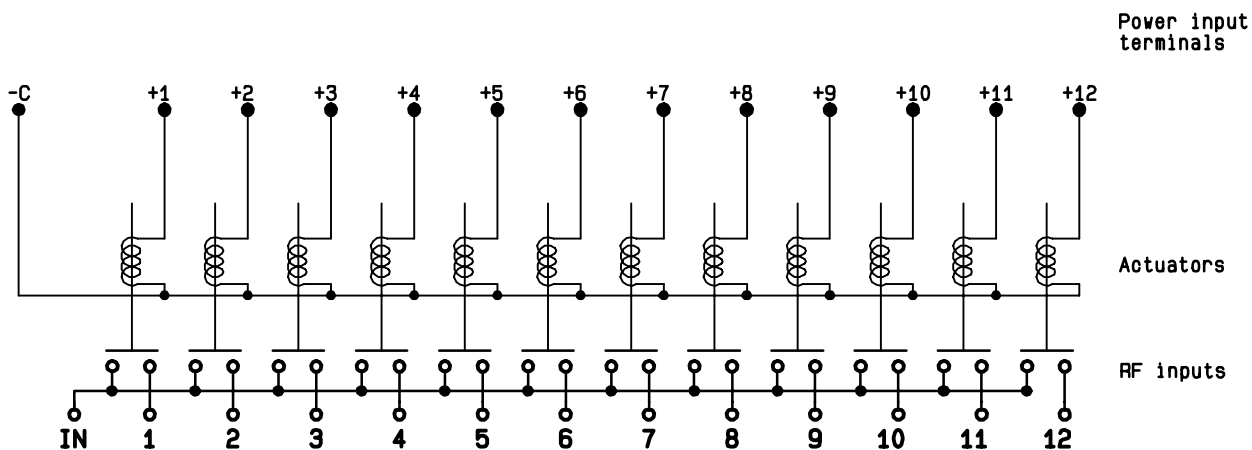 Power input
terminals
-C +1 +2 +3 +4 +5 +6 +7 +8 +9 +10 +11 +12
Actuators
RF inputs
IN 1 2 3 4 5 6 7 8 9 10 11 12